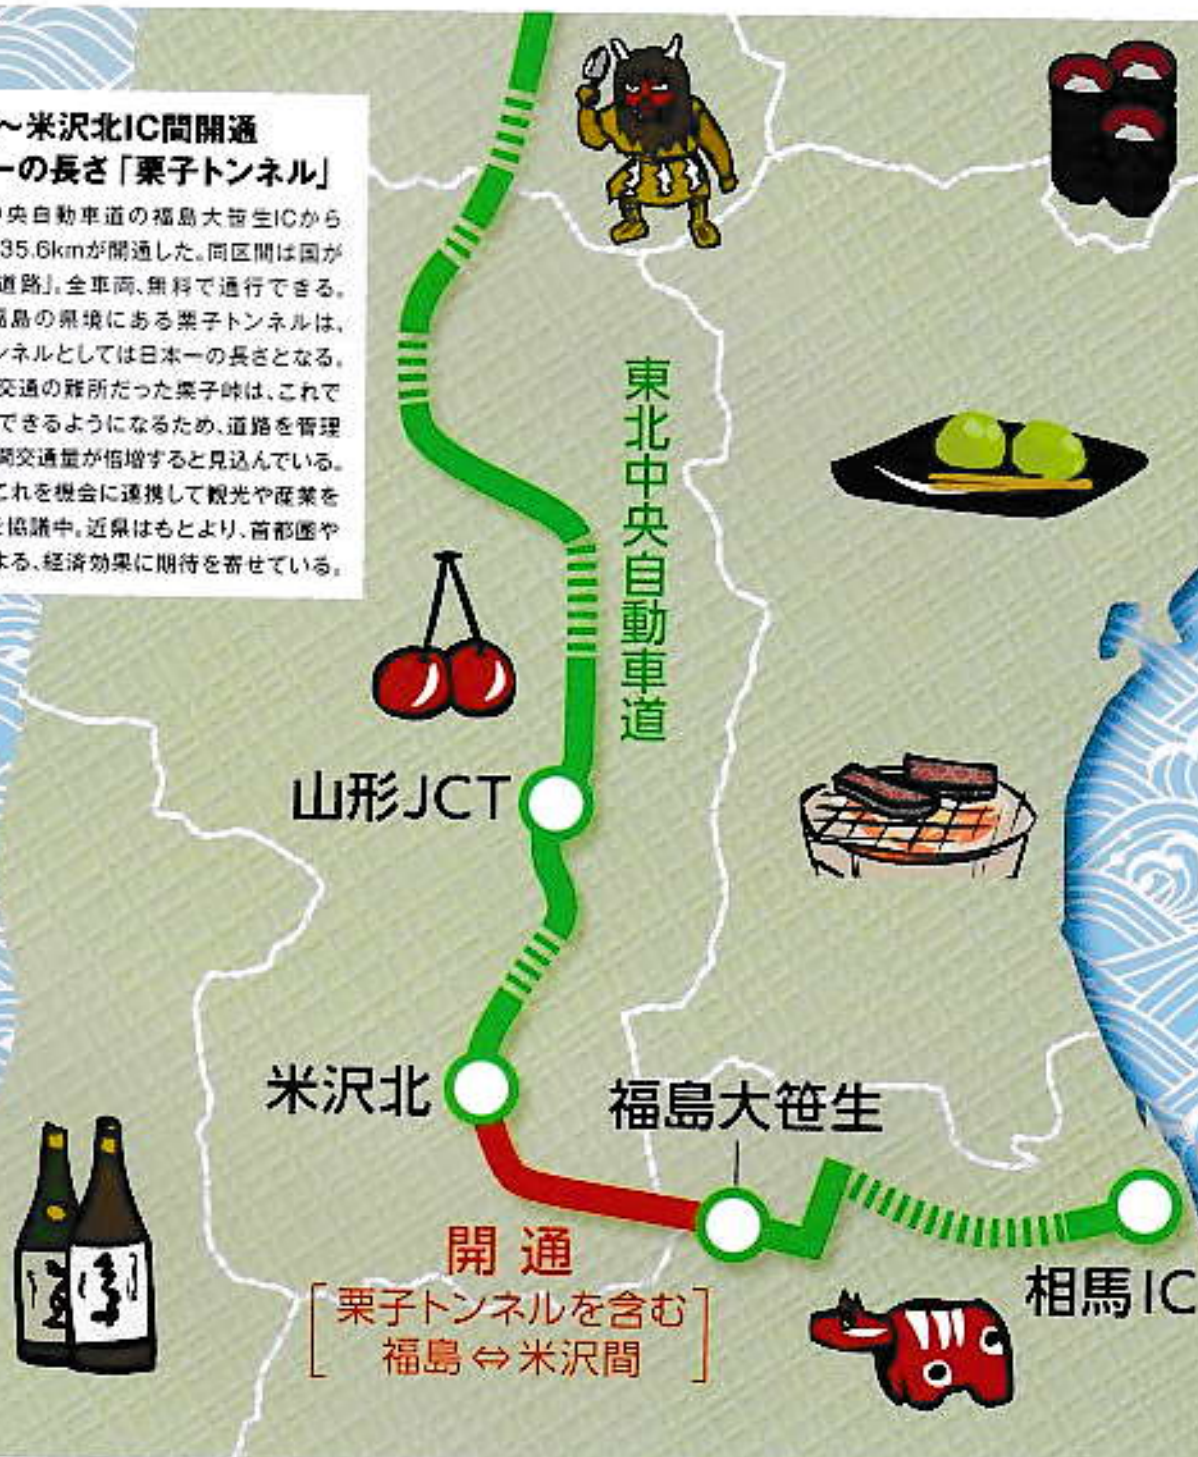 ～米沢北IC間開通
一の長さ「栗子トンネル」
央自動車道の福島大笹生ICから
35.6kmが開通した。同区間は国が
道路」。全車両、無料で通行できる。
福島の県境にある栗子トンネルは、
ンネルとしては日本一の長さとなる。
交通の難所だった栗子峠は、これで
できるようになるため、道路を管理
間交通量が倍増すると見込んでいる。
これを機会に連携して観光や産業を
協議中。近県はもとより、首都圏や
よる、経済効果に期待を寄せている。
東北中央自動車道
山形JCT
米沢北
福島大笹生
開通
栗子トンネルを含む
福島⇔米沢間
相馬IC